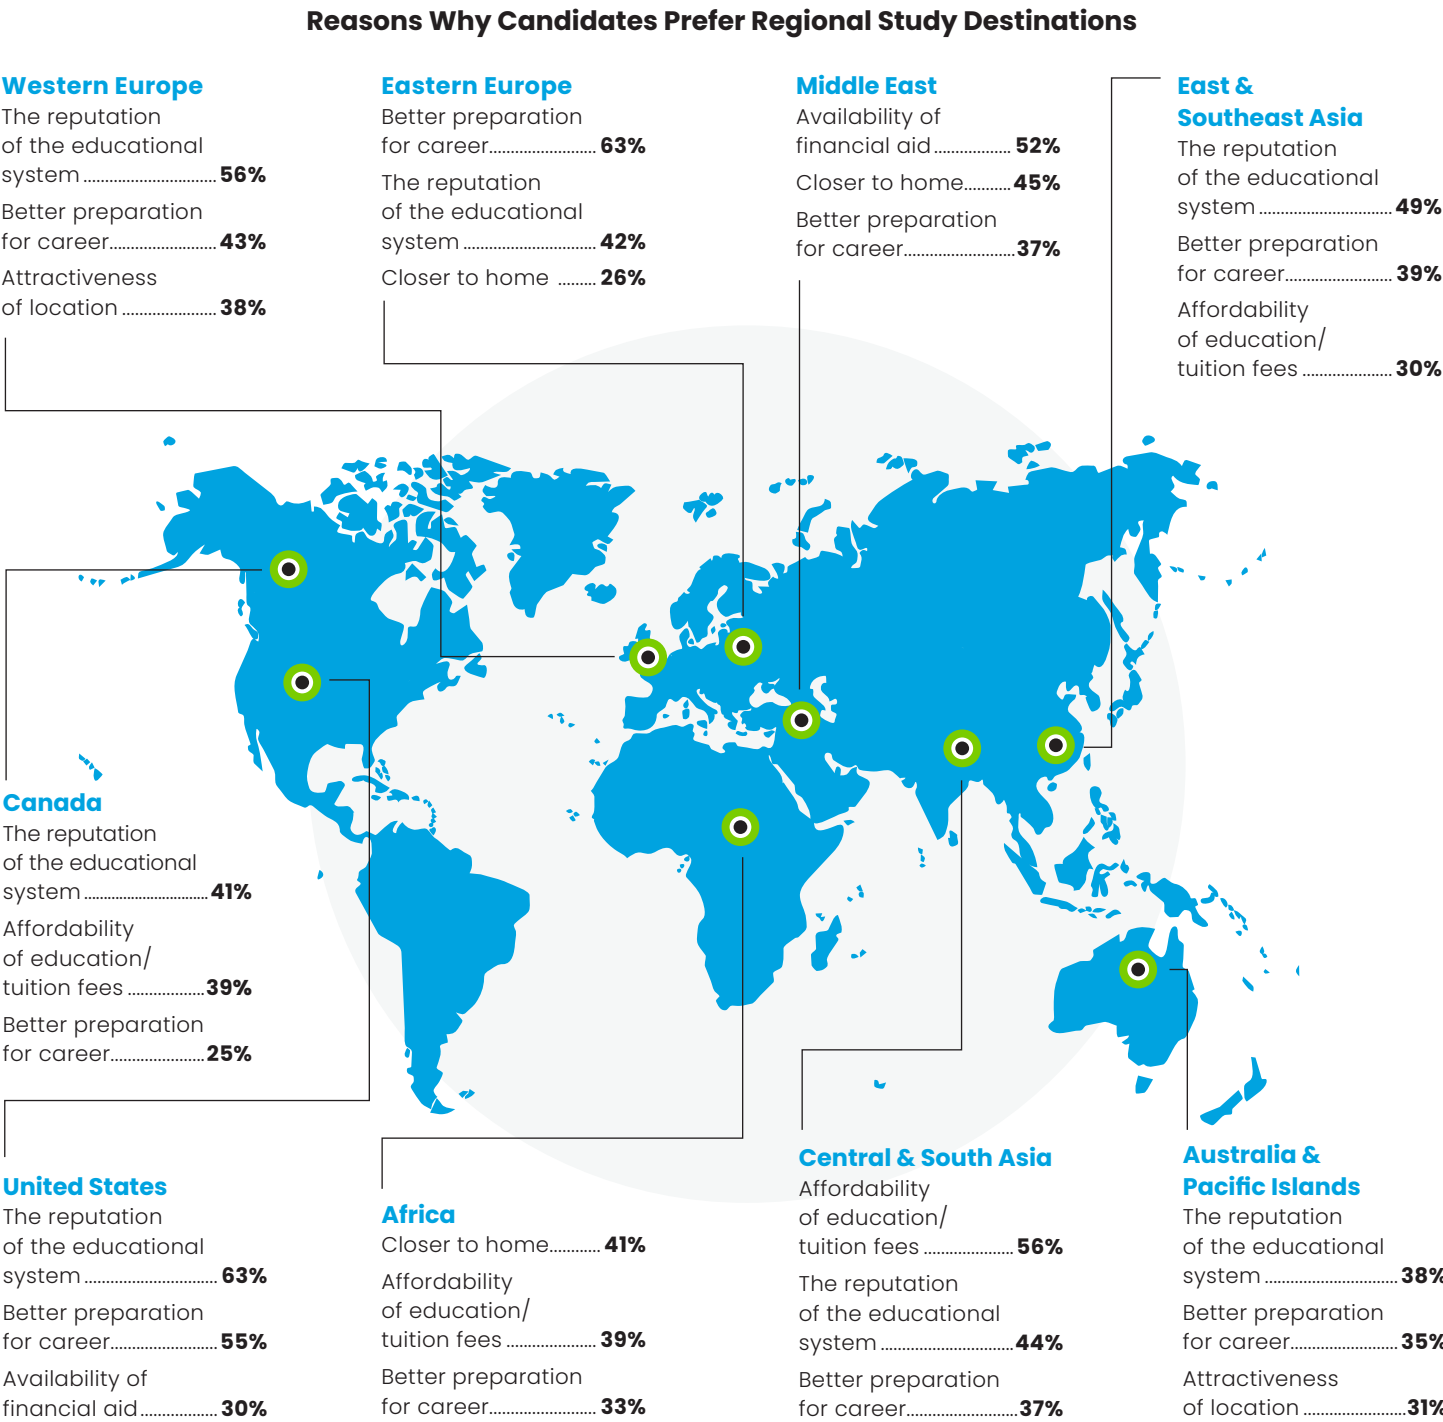 Reasons Why Candidates Prefer Regional Study Destinations
Western Europe
The reputation
of the educational
system ............................... 56%
Better preparation
for career......................... 43%
Attractiveness
of location ...................... 38%
Eastern Europe
Better preparation
for career......................... 63%
The reputation
of the educational
system ............................... 42%
Closer to home ......... 26%
Middle East
Availability of
financial aid .................. 52%
Closer to home........... 45%
Better preparation
for career.......................... 37%
East &
Southeast Asia
The reputation
of the educational
system ............................... 49%
Better preparation
for career......................... 39%
Affordability
of education/
tuition fees ..................... 30%
Canada
The reputation
of the educational
system ............................. 41%
Affordability
of education/
tuition fees .................. 39%
Better preparation
for career...................... 25%
United States
The reputation
of the educational
system ............................... 63%
Better preparation
for career......................... 55%
Availability of
financial aid .................. 30%
Africa
Closer to home............ 41%
Affordability
of education/
tuition fees ..................... 39%
Better preparation
for career......................... 33%
Central & South Asia
Affordability
of education/
tuition fees ..................... 56%
The reputation
of the educational
system ............................... 44%
Better preparation
for career.......................... 37%
Australia &
Pacific Islands
The reputation
of the educational
system ............................... 38%
Better preparation
for career......................... 35%
Attractiveness
of location ........................ 31%